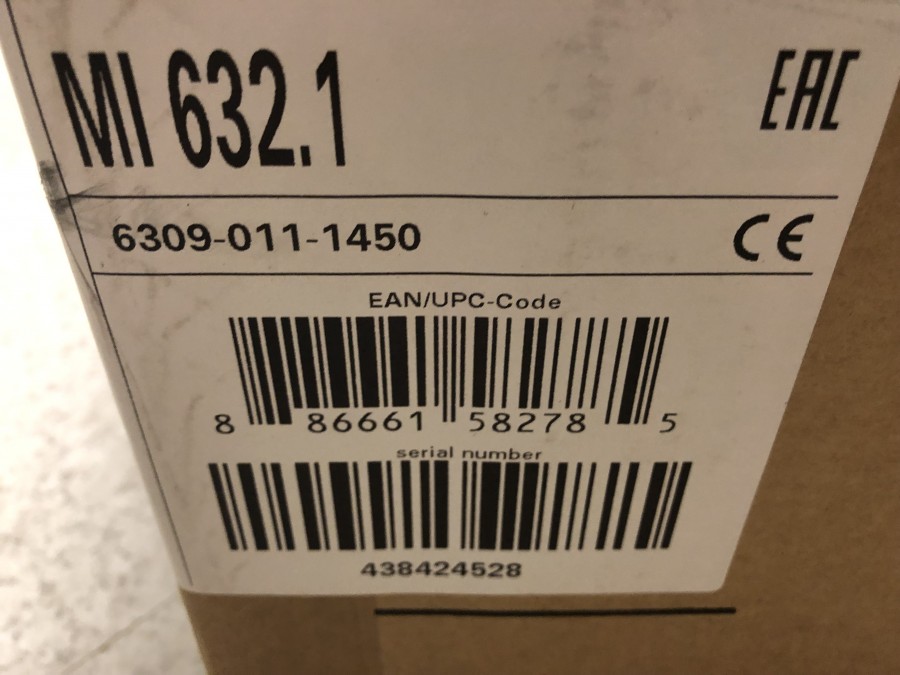 MI 632.1
EAC
6309-011-1450
CE
EAN/UPC-Code
8 86661 58278 5
serial number
438424528